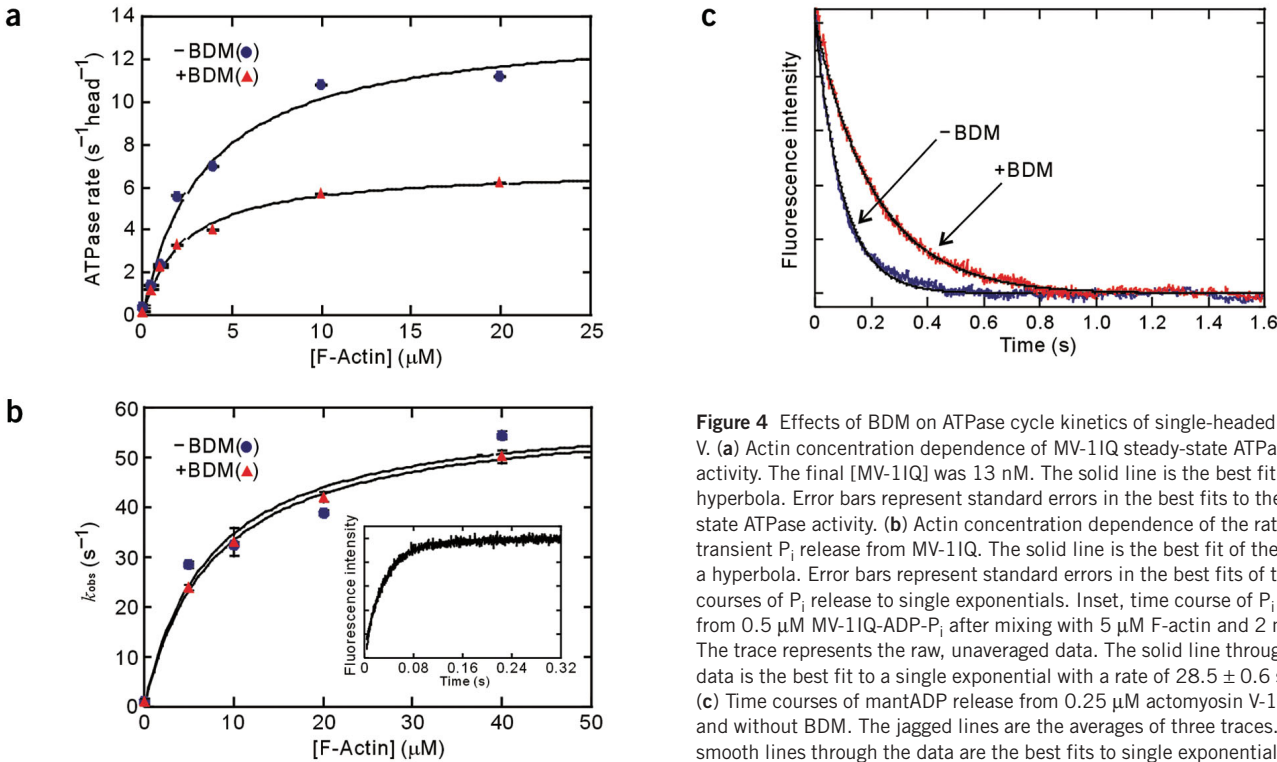 a
ATPase rate (s⁻¹head⁻¹)
14
12
10
8
6
4
2
0
−BDM(●)
+BDM(▲)
0 5 10 15 20 25
[F-Actin] (μM)
c
Fluorescence intensity
−BDM
+BDM
0 0.2 0.4 0.6 0.8 1.0 1.2 1.4 1.6
Time (s)
b
kobs (s⁻¹)
60
50
40
30
20
10
0
−BDM(●)
+BDM(▲)
Fluorescence intensity
0 0.08 0.16 0.24 0.32
Time (s)
0 10 20 30 40 50
[F-Actin] (μM)
Figure 4 Effects of BDM on ATPase cycle kinetics of single-headed
V. (a) Actin concentration dependence of MV-1IQ steady-state ATPa
activity. The final [MV-1IQ] was 13 nM. The solid line is the best fit
hyperbola. Error bars represent standard errors in the best fits to the
state ATPase activity. (b) Actin concentration dependence of the rat
transient Pi release from MV-1IQ. The solid line is the best fit of the
a hyperbola. Error bars represent standard errors in the best fits of t
courses of Pi release to single exponentials. Inset, time course of Pi
from 0.5 μM MV-1IQ-ADP-Pi after mixing with 5 μM F-actin and 2 
The trace represents the raw, unaveraged data. The solid line throug
data is the best fit to a single exponential with a rate of 28.5 ± 0.6 s
(c) Time courses of mantADP release from 0.25 μM actomyosin V-1
and without BDM. The jagged lines are the averages of three traces.
smooth lines through the data are the best fits to single exponential